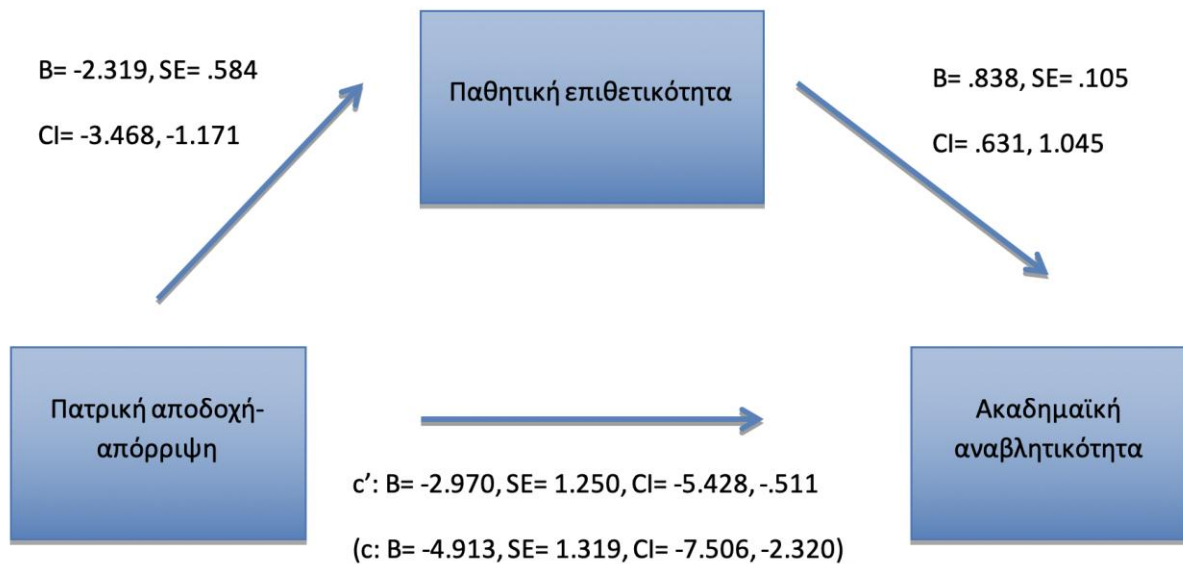 B= -2.319, SE= .584
CI= -3.468, -1.171
Παθητική επιθετικότητα
B= .838, SE= .105
CI= .631, 1.045
Πατρική αποδοχή-
απόρριψη
Ακαδημαϊκή
αναβλητικότητα
c’: B= -2.970, SE= 1.250, CI= -5.428, -.511
(c: B= -4.913, SE= 1.319, CI= -7.506, -2.320)